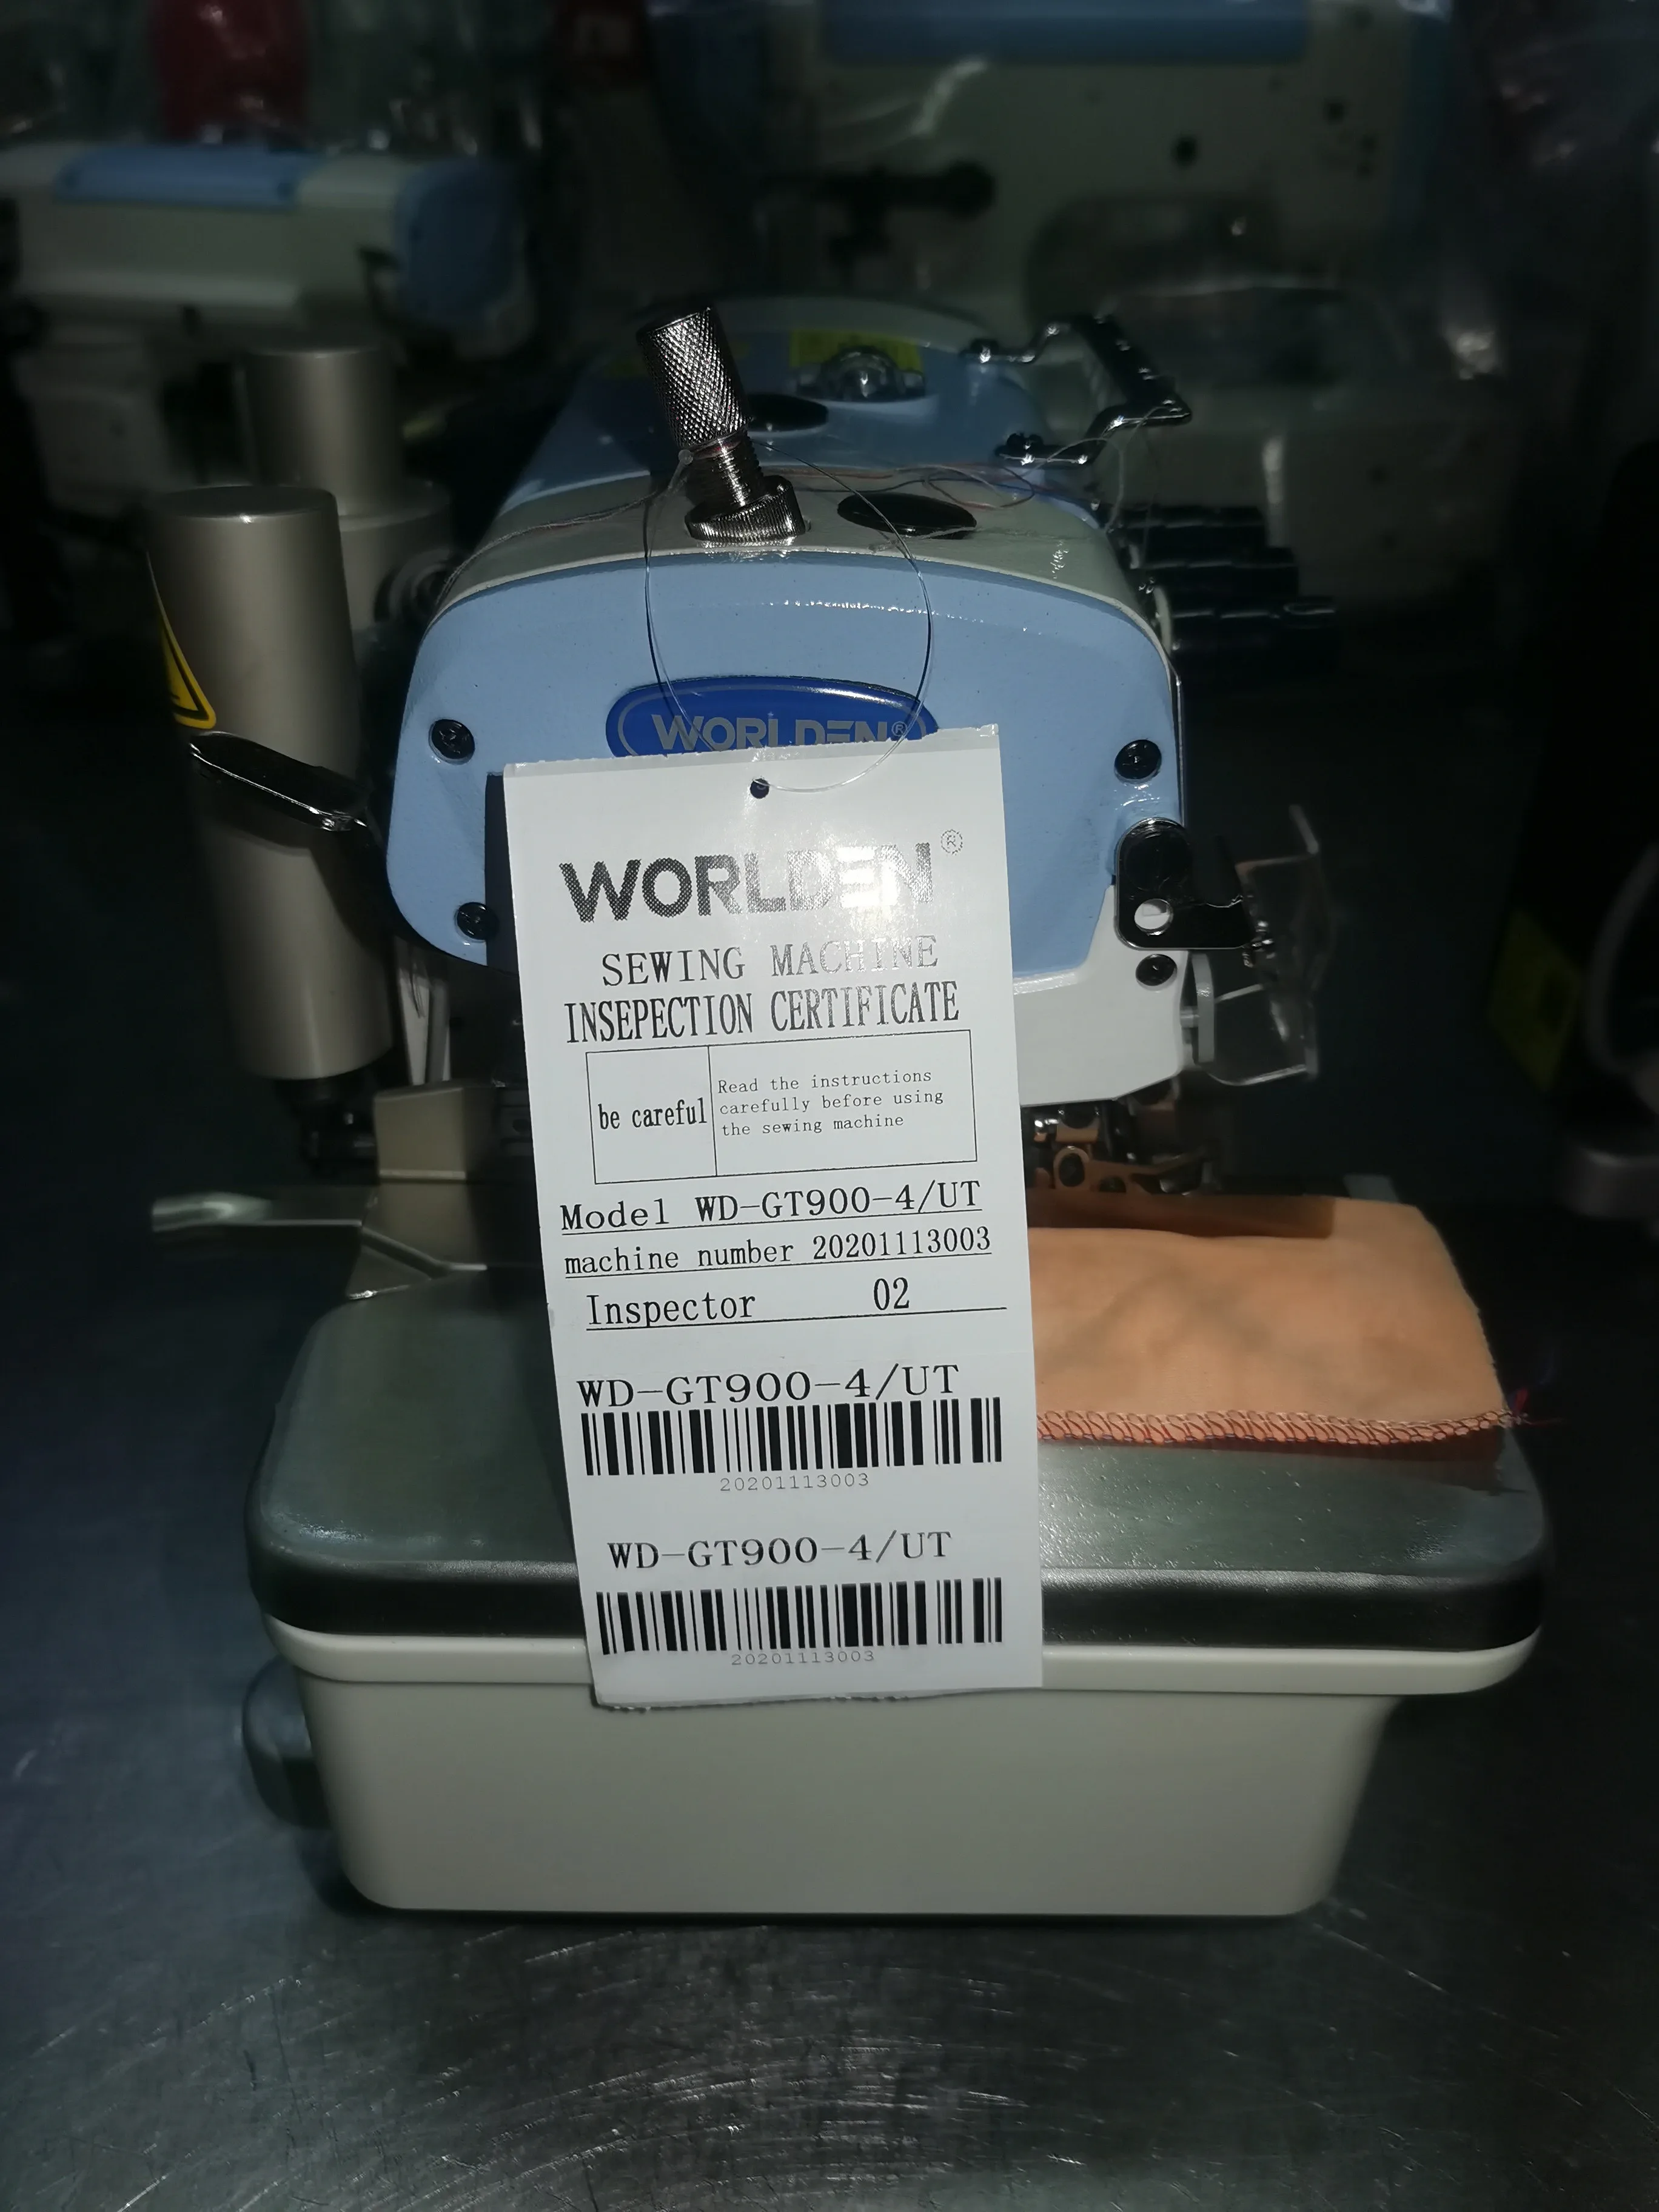 WORLDEN®
WORLDEN®
SEWING MACHINE
INSEPECTION CERTIFICATE
be careful
Read the instructions
carefully before using
the sewing machine
Model WD-GT900-4/UT
machine number 20201113003
Inspector 02
WD-GT900-4/UT
20201113003
WD-GT900-4/UT
20201113003